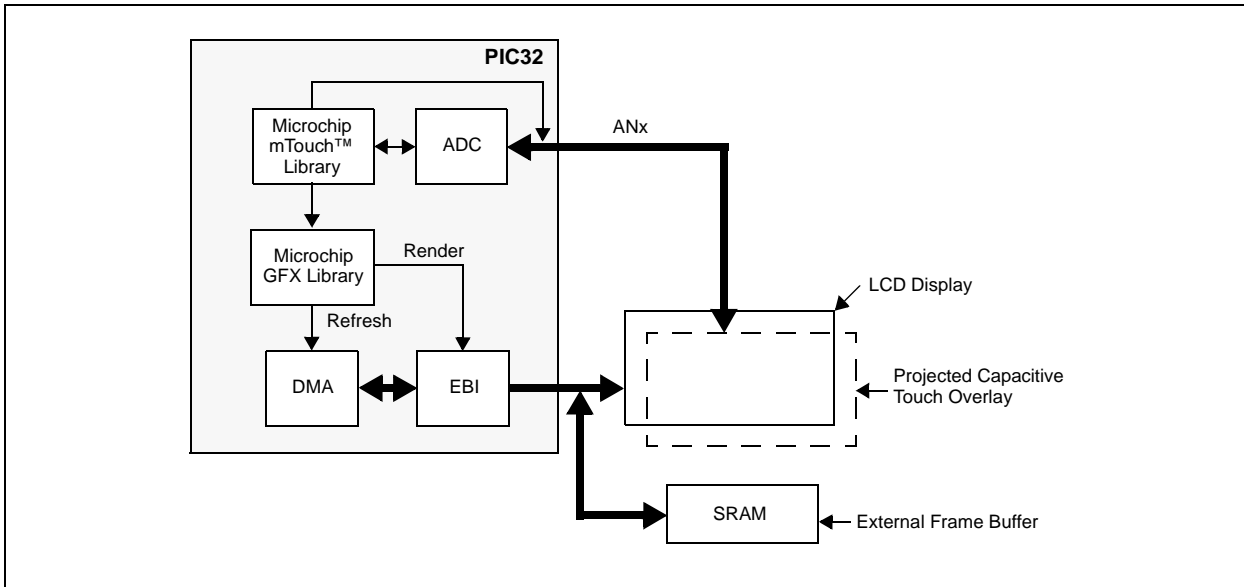 PIC32
Microchip
mTouch™
Library
ADC
ANx
Microchip
GFX Library
Render
Refresh
LCD Display
DMA
EBI
Projected Capacitive
Touch Overlay
SRAM
External Frame Buffer